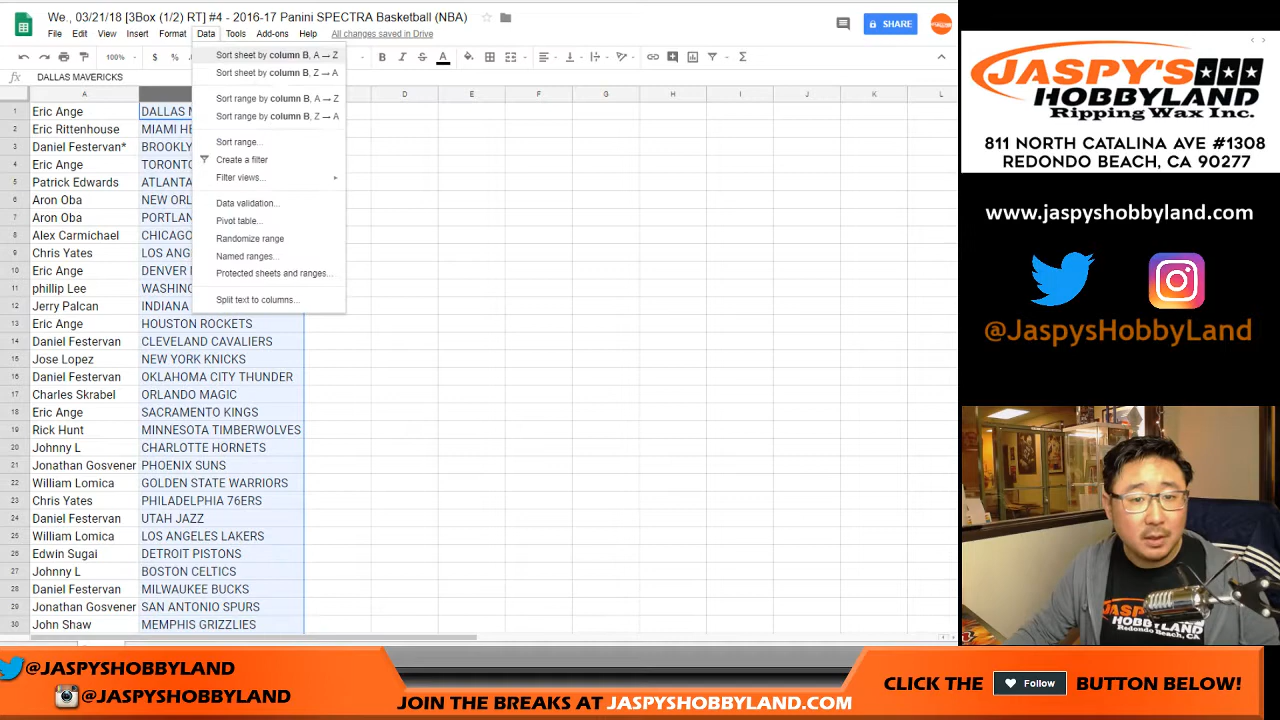 We., 03/21/18 [3Box (1/2) RT] #4 - 2016-17 Panini SPECTRA Basketball (NBA)
File Edit View Insert Format Data Tools Add-ons Help All changes saved in Drive
SHARE
100% $ %
B I A
fx DALLAS MAVERICKS
A D E F G H I J K L
Sort sheet by column B, A → Z
Sort sheet by column B, Z → A
Sort range by column B, A → Z
Sort range by column B, Z → A
Sort range...
Create a filter
Filter views...
Data validation...
Pivot table...
Randomize range
Named ranges...
Protected sheets and ranges...
Split text to columns...
1 Eric Ange DALLAS M
2 Eric Rittenhouse MIAMI HE
3 Daniel Festervan* BROOKLY
4 Eric Ange TORONTO
5 Patrick Edwards ATLANTA
6 Aron Oba NEW ORL
7 Aron Oba PORTLAN
8 Alex Carmichael CHICAGO
9 Chris Yates LOS ANG
10 Eric Ange DENVER
11 phillip Lee WASHING
12 Jerry Palcan INDIANA
13 Eric Ange HOUSTON ROCKETS
14 Daniel Festervan CLEVELAND CAVALIERS
15 Jose Lopez NEW YORK KNICKS
16 Daniel Festervan OKLAHOMA CITY THUNDER
17 Charles Skrabel ORLANDO MAGIC
18 Eric Ange SACRAMENTO KINGS
19 Rick Hunt MINNESOTA TIMBERWOLVES
20 Johnny L CHARLOTTE HORNETS
21 Jonathan Gosvener PHOENIX SUNS
22 William Lomica GOLDEN STATE WARRIORS
23 Chris Yates PHILADELPHIA 76ERS
24 Daniel Festervan UTAH JAZZ
25 William Lomica LOS ANGELES LAKERS
26 Edwin Sugai DETROIT PISTONS
27 Johnny L BOSTON CELTICS
28 Daniel Festervan MILWAUKEE BUCKS
29 Jonathan Gosvener SAN ANTONIO SPURS
30 John Shaw MEMPHIS GRIZZLIES
JASPY'S
HOBBYLAND
Ripping Wax Inc.
811 NORTH CATALINA AVE #1308
REDONDO BEACH, CA 90277
www.jaspyshobbyland.com
@JaspysHobbyLand
JASPY'S
HOBBYLAND
Redondo Beach, CA
@JASPYSHOBBYLAND
@JASPYSHOBBYLAND
JOIN THE BREAKS AT JASPYSHOBBYLAND.COM
CLICK THE Follow BUTTON BELOW!